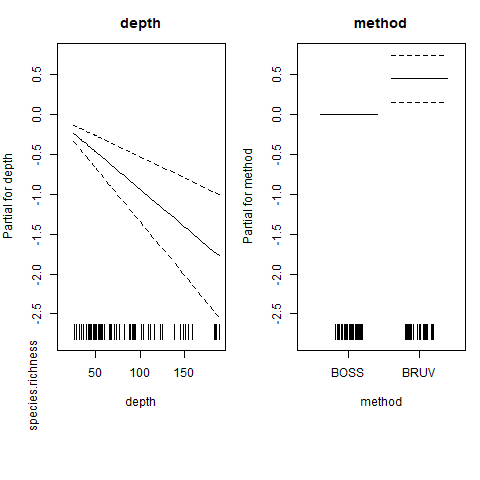 depth
Partial for depth
0.5
0.0
-0.5
-1.0
-1.5
-2.0
-2.5
50 100 150
depth
species.richness
method
Partial for method
0.5
0.0
-0.5
-1.0
-1.5
-2.0
-2.5
BOSS BRUV
method